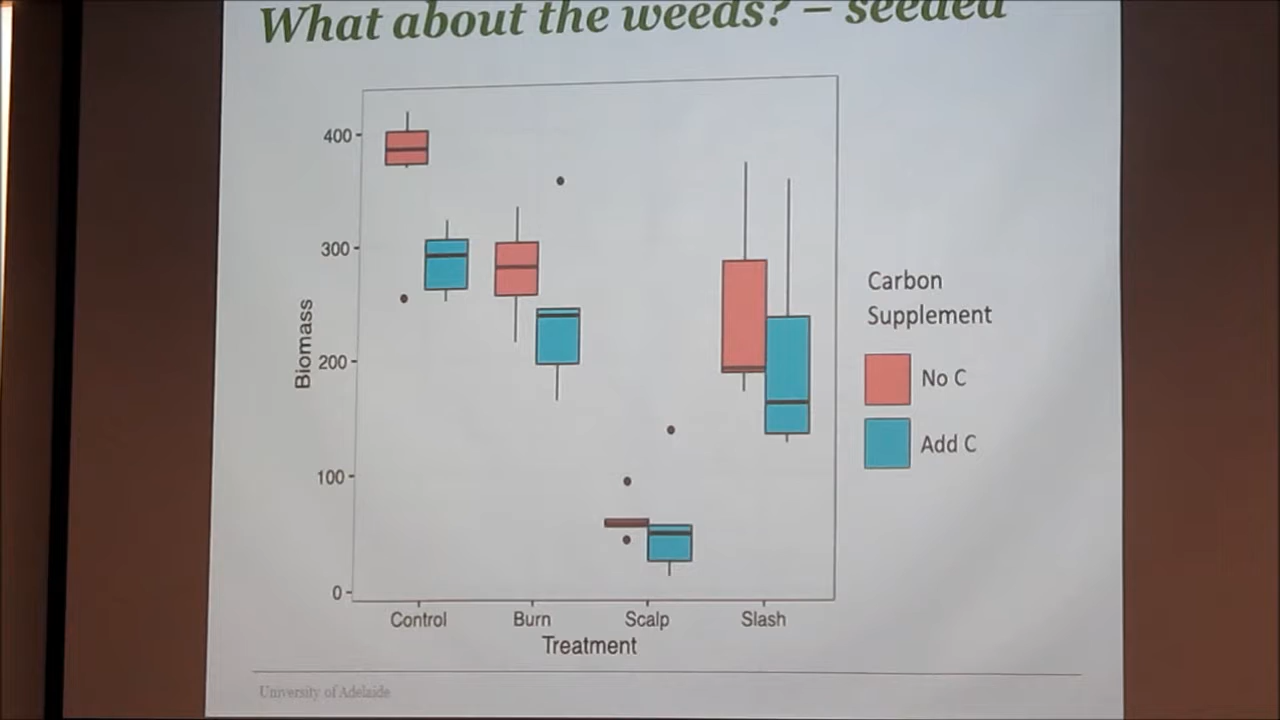 What about the weeds? – seeded
400
300
200
100
0
Biomass
Control Burn Scalp Slash
Treatment
Carbon
Supplement
No C
Add C
University of Adelaide